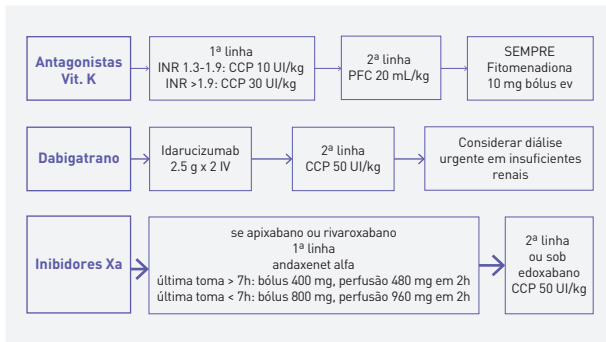 Antagonistas
Vit. K
1ª linha
INR 1.3-1.9: CCP 10 UI/kg
INR >1.9: CCP 30 UI/kg
2ª linha
PFC 20 mL/kg
SEMPRE
Fitomenadiona
10 mg bólus ev
Dabigatrano
Idarucizumab
2.5 g x 2 IV
2ª linha
CCP 50 UI/kg
Considerar diálise
urgente em insuficientes
renais
Inibidores Xa
se apixabano ou rivaroxabano
1ª linha
andaxenet alfa
última toma > 7h: bólus 400 mg, perfusão 480 mg em 2h
última toma < 7h: bólus 800 mg, perfusão 960 mg em 2h
2ª linha
ou sob
edoxabano
CCP 50 UI/kg